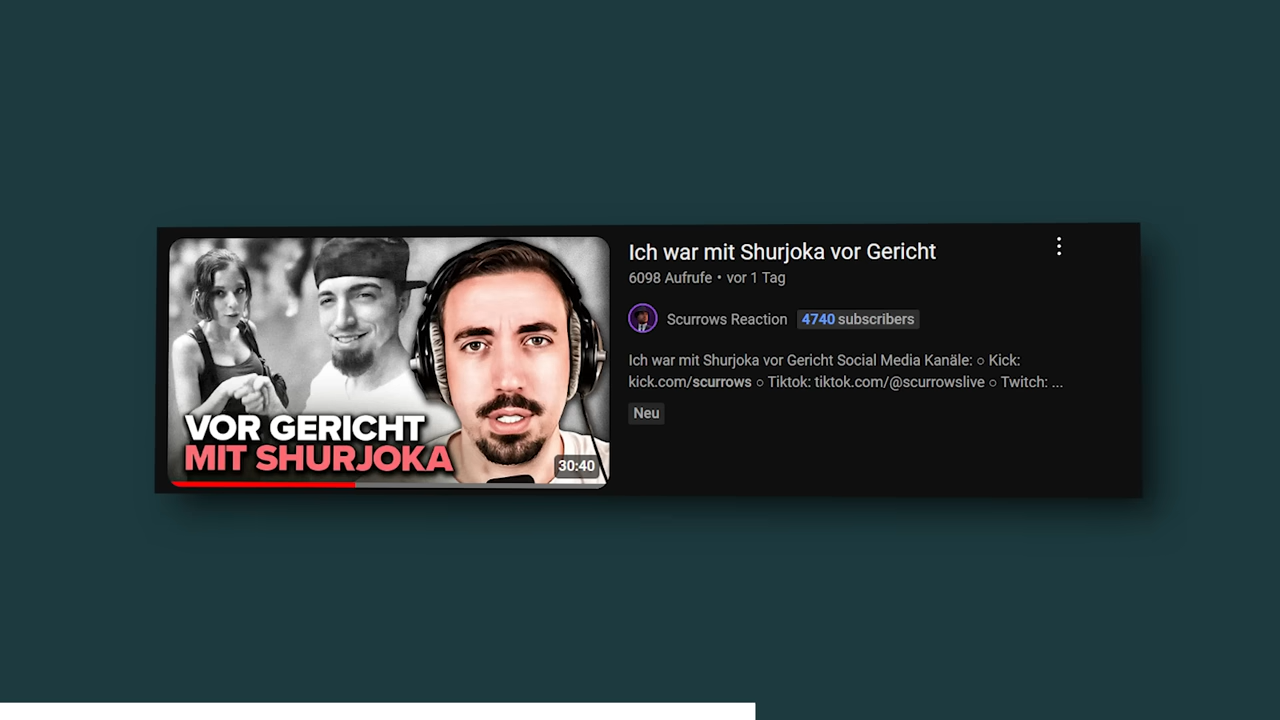 VOR GERICHT
MIT SHURJOKA
30:40
Ich war mit Shurjoka vor Gericht
6098 Aufrufe • vor 1 Tag
Scurrows Reaction 4740 subscribers
Ich war mit Shurjoka vor Gericht Social Media Kanäle: ○ Kick:
kick.com/scurrows ○ Tiktok: tiktok.com/@scurrowslive ○ Twitch: ...
Neu